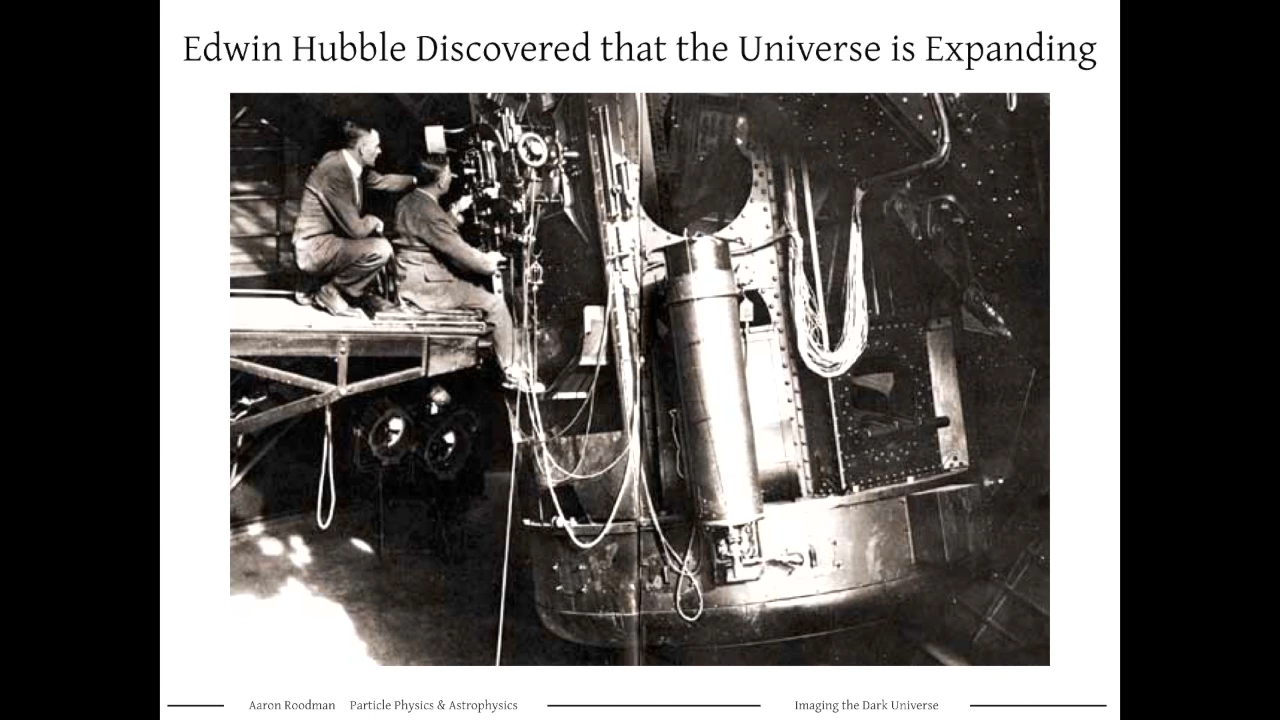 Edwin Hubble Discovered that the Universe is Expanding
Aaron Roodman Particle Physics & Astrophysics Imaging the Dark Universe